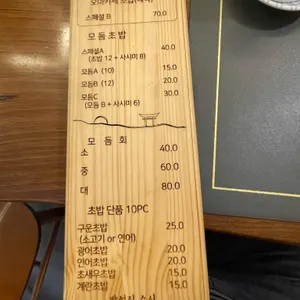 스페셜 B 70.0
모 듬 초 밥
스페셜A 40.0
(초밥 12 + 사시미 8)
모듬A (10) 15.0
모듬B (12) 20.0
모듬C 30.0
(모듬 B + 사시미 6)
모 듬 회
소 40.0
중 60.0
대 80.0
초밥 단품 10PC
구운초밥 25.0
(소고기 or 연어)
광어초밥 20.0
연어초밥 20.0
초새우초밥 15.0
계란초밥 15.0